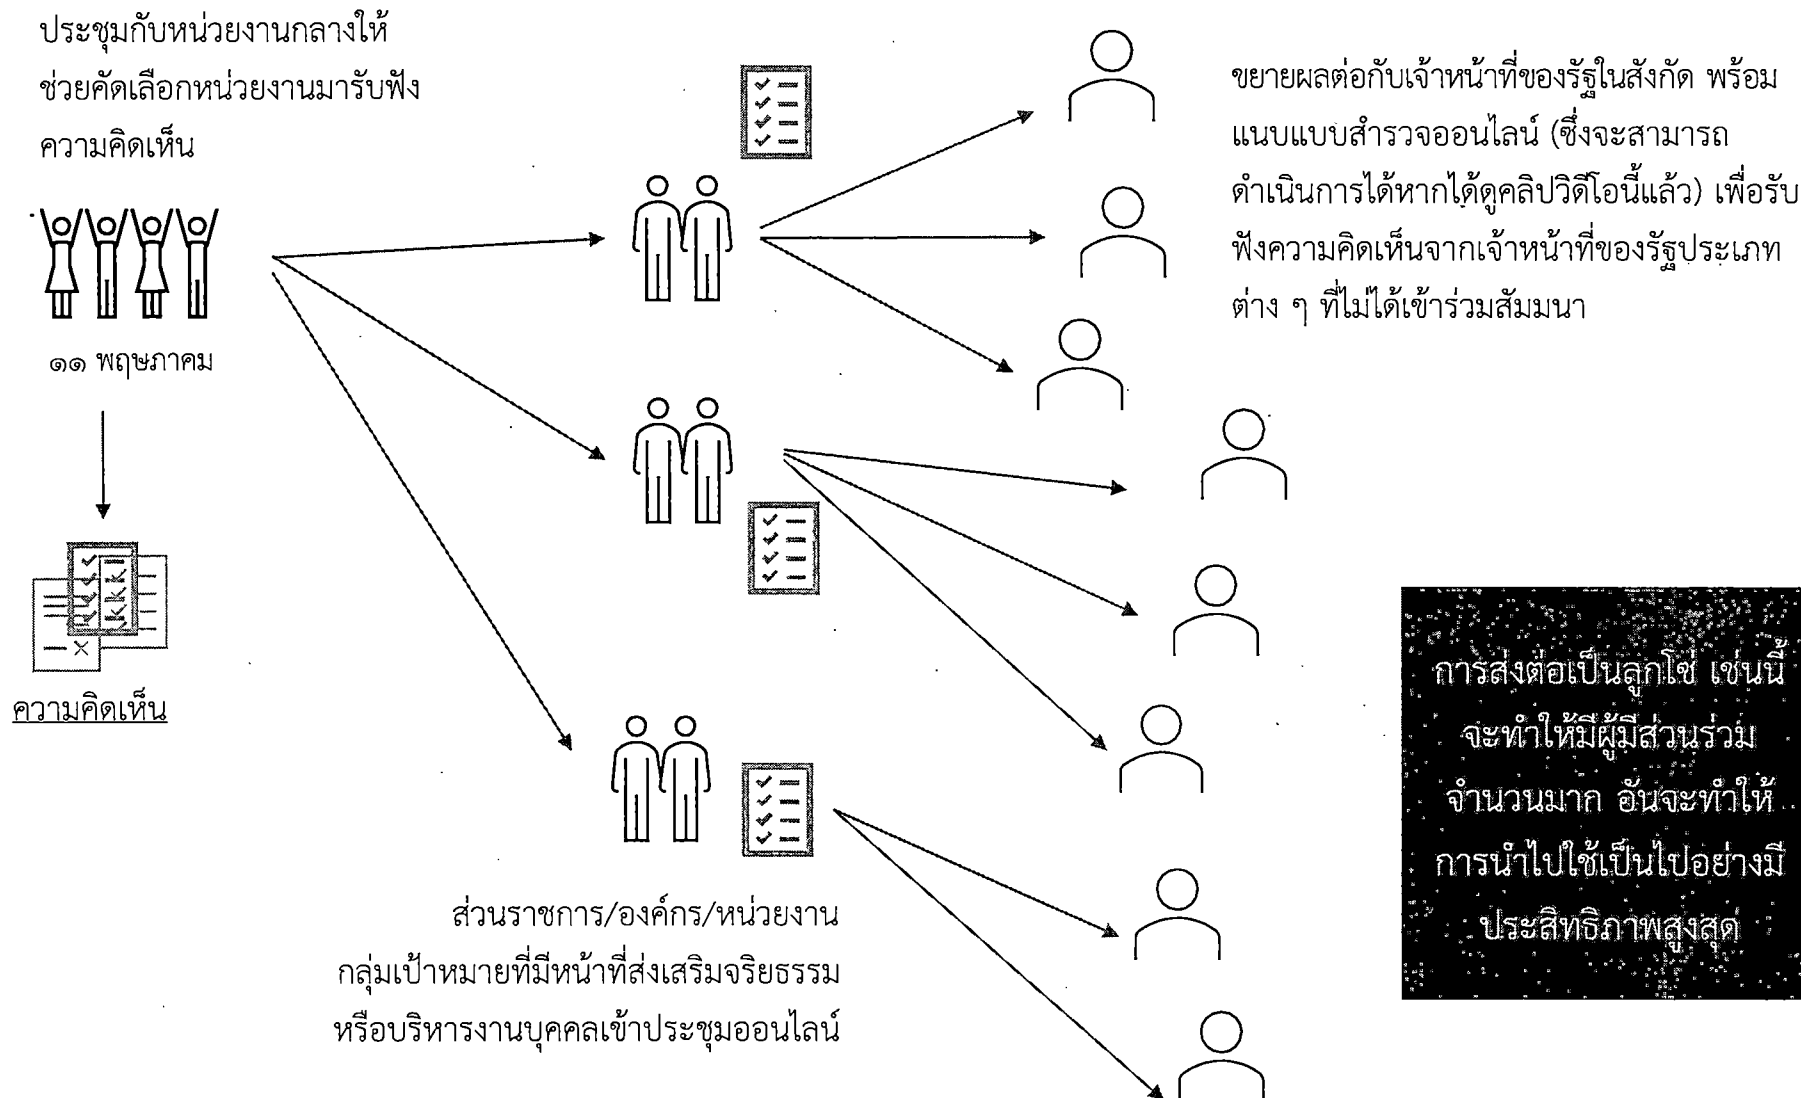 ประชุมกับหน่วยงานกลางให้
ช่วยคัดเลือกหน่วยงานมารับฟัง
ความคิดเห็น
๑๑ พฤษภาคม
ความคิดเห็น
ส่วนราชการ/องค์กร/หน่วยงาน
กลุ่มเป้าหมายที่มีหน้าที่ส่งเสริมจริยธรรม
หรือบริหารงานบุคคลเข้าประชุมออนไลน์
ขยายผลต่อกับเจ้าหน้าที่ของรัฐในสังกัด พร้อม
แนบแบบสำรวจออนไลน์ (ซึ่งจะสามารถ
ดำเนินการได้หากได้ดูคลิปวิดีโอนี้แล้ว) เพื่อรับ
ฟังความคิดเห็นจากเจ้าหน้าที่ของรัฐประเภท
ต่าง ๆ ที่ไม่ได้เข้าร่วมสัมมนา
การส่งต่อเป็นลูกโซ่ เช่นนี้
จะทำให้มีผู้มีส่วนร่วม
จำนวนมาก อันจะทำให้
การนำไปใช้เป็นไปอย่างมี
ประสิทธิภาพสูงสุด